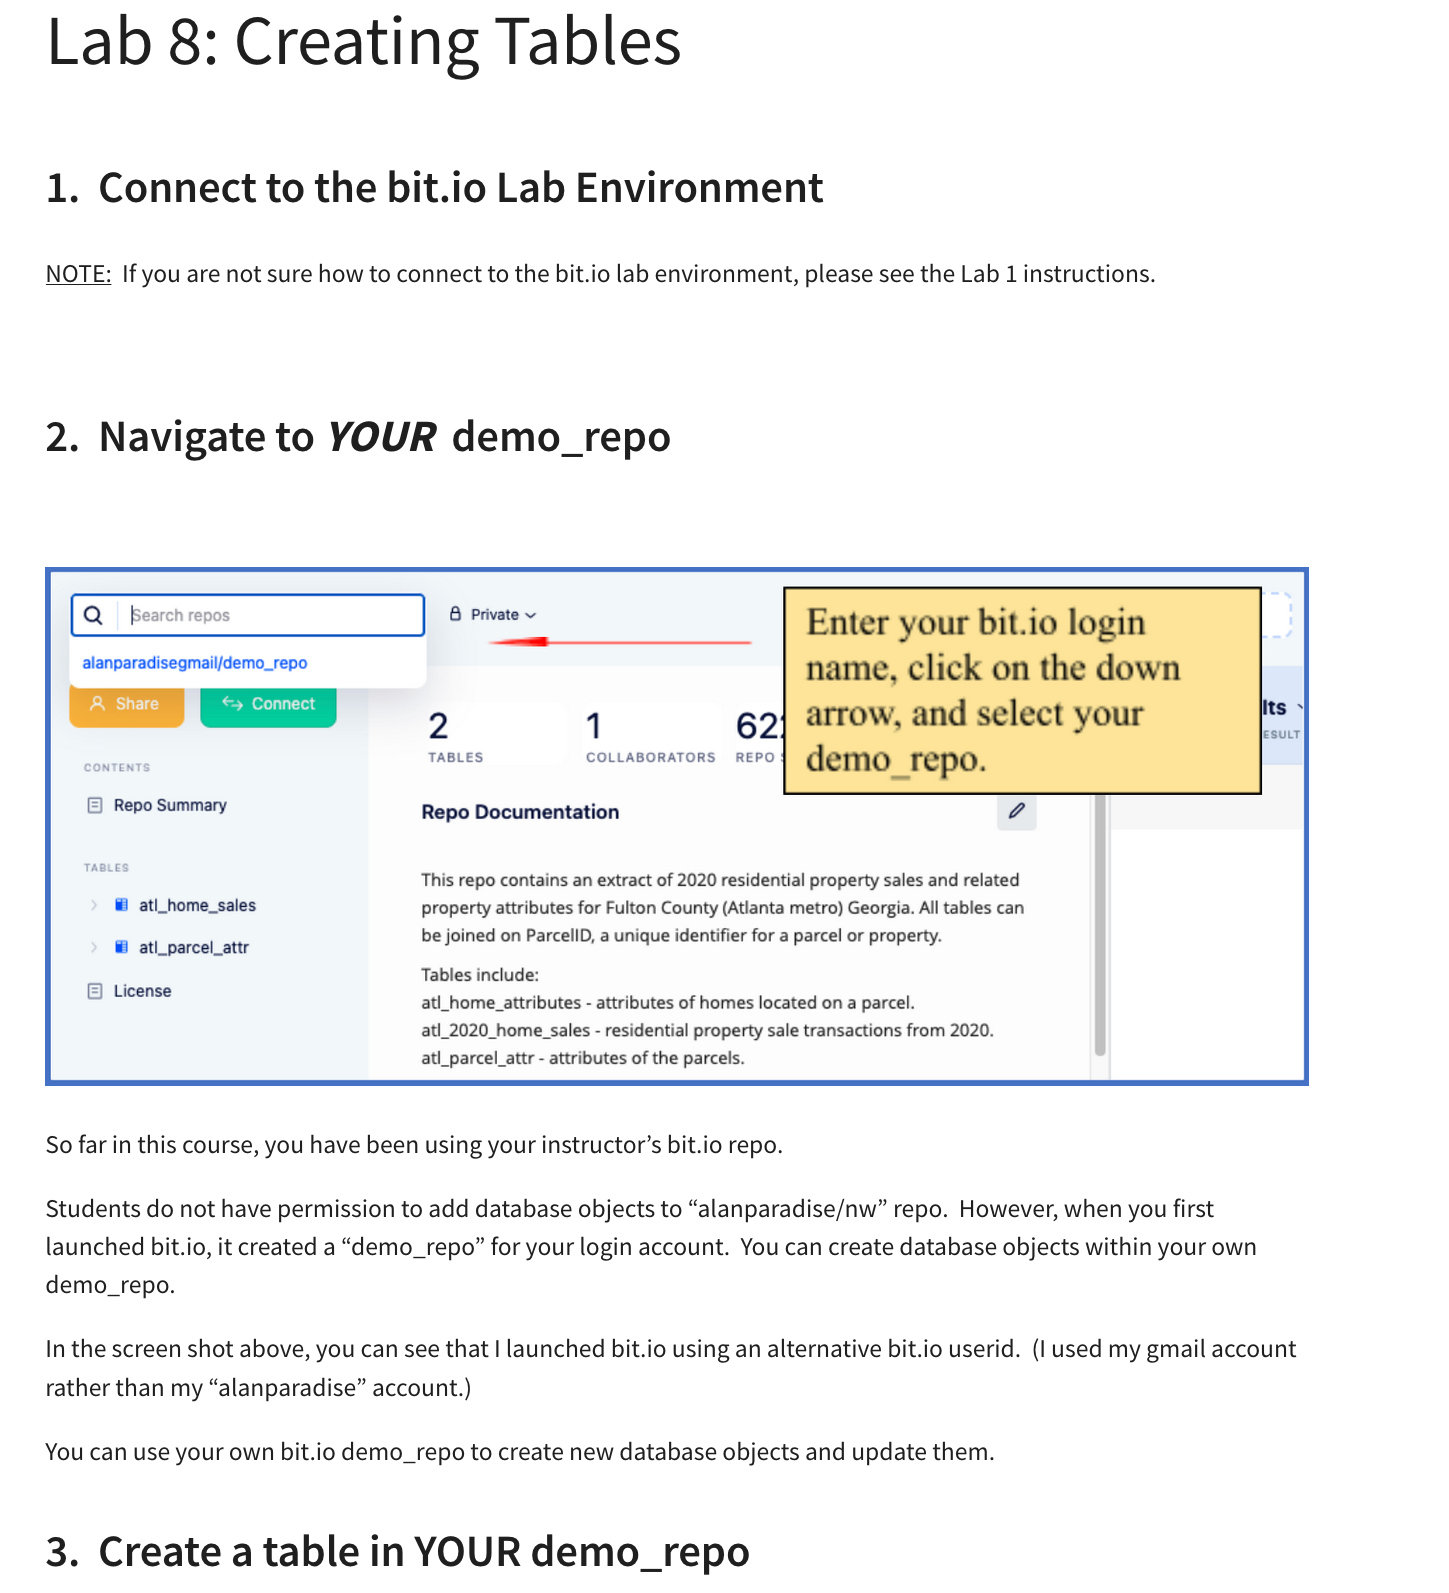 Lab 8: Creating Tables
1. Connect to the bit.io Lab Environment
NOTE: If you are not sure how to connect to the bit.io lab environment, please see the Lab 1 instructions.
2. Navigate to YOUR demo_repo
Search repos
Private
alanparadisegmail/demo_repo
Share
Connect
Enter your bit.io login
name, click on the down
arrow, and select your
demo_repo.
2
TABLES
1
COLLABORATORS
REPO
CONTENTS
Repo Summary
TABLES
atl_home_sales
atl_parcel_attr
License
Repo Documentation
This repo contains an extract of 2020 residential property sales and related
property attributes for Fulton County (Atlanta metro) Georgia. All tables can
be joined on ParcelID, a unique identifier for a parcel or property.
Tables include:
atl_home_attributes - attributes of homes located on a parcel.
atl_2020_home_sales - residential property sale transactions from 2020.
atl_parcel_attr - attributes of the parcels.
So far in this course, you have been using your instructor’s bit.io repo.
Students do not have permission to add database objects to “alanparadise/nw” repo. However, when you first
launched bit.io, it created a “demo_repo” for your login account. You can create database objects within your own
demo_repo.
In the screen shot above, you can see that I launched bit.io using an alternative bit.io userid. (I used my gmail account
rather than my “alanparadise” account.)
You can use your own bit.io demo_repo to create new database objects and update them.
3. Create a table in YOUR demo_repo